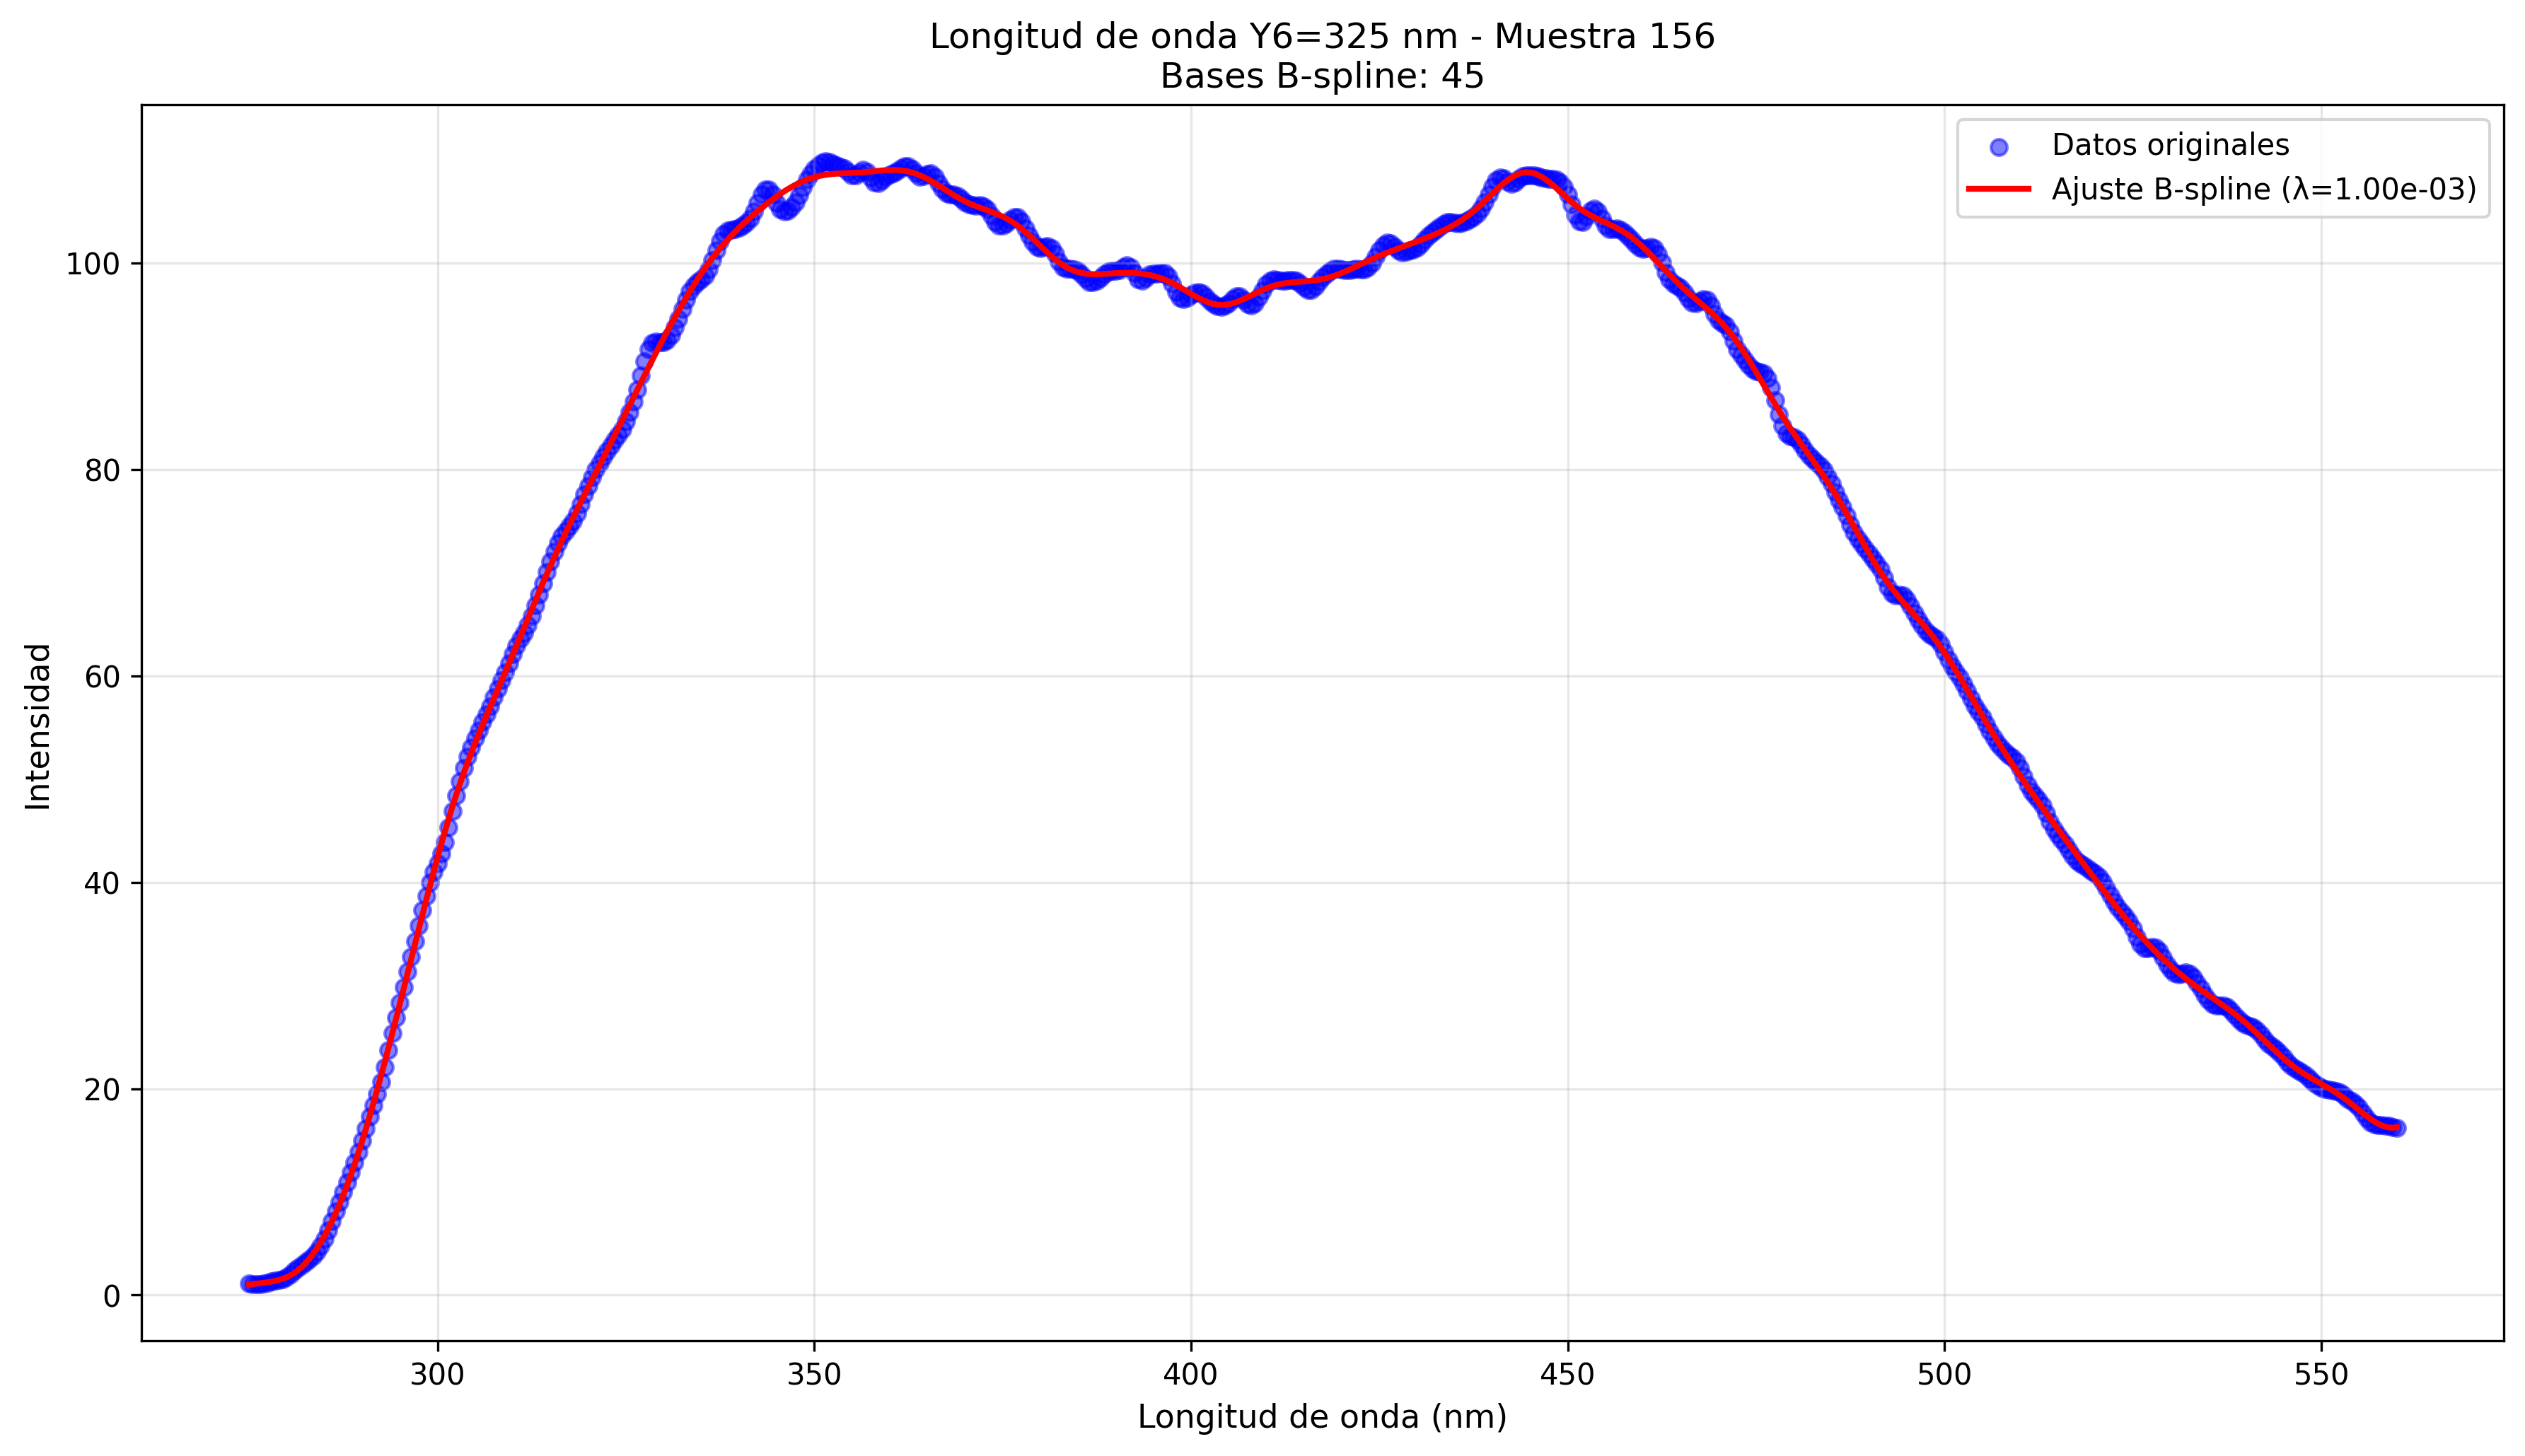 Longitud de onda Y6=325 nm - Muestra 156
Bases B-spline: 45
Datos originales
Ajuste B-spline (λ=1.00e-03)
Intensidad
100
80
60
40
20
0
300 350 400 450 500 550
Longitud de onda (nm)